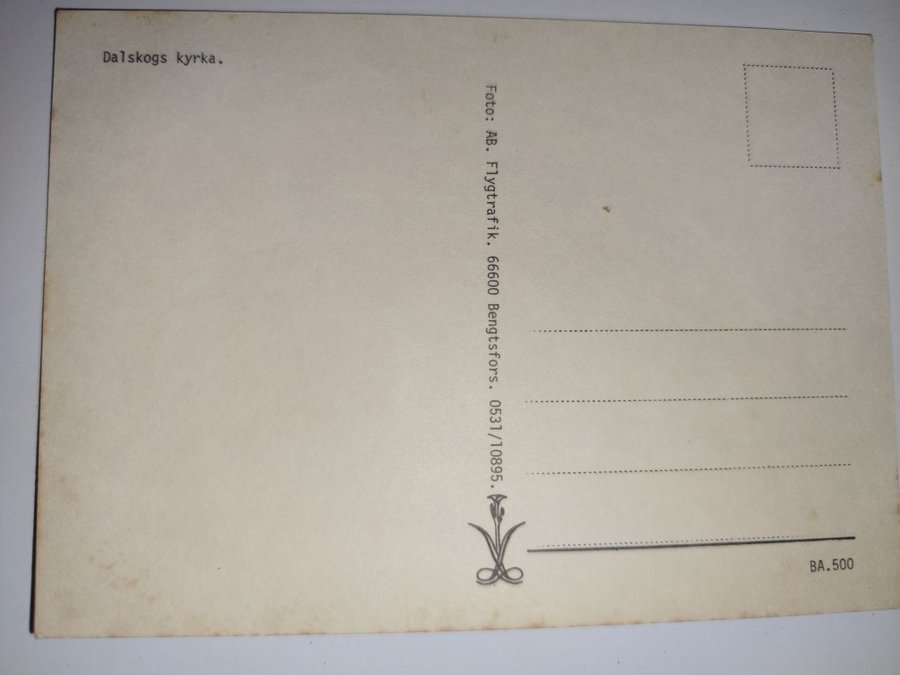 Dalskogs kyrka.
Foto: AB. Flygtrafik. 66600 Bengtsfors. 0531/10895.
BA.500